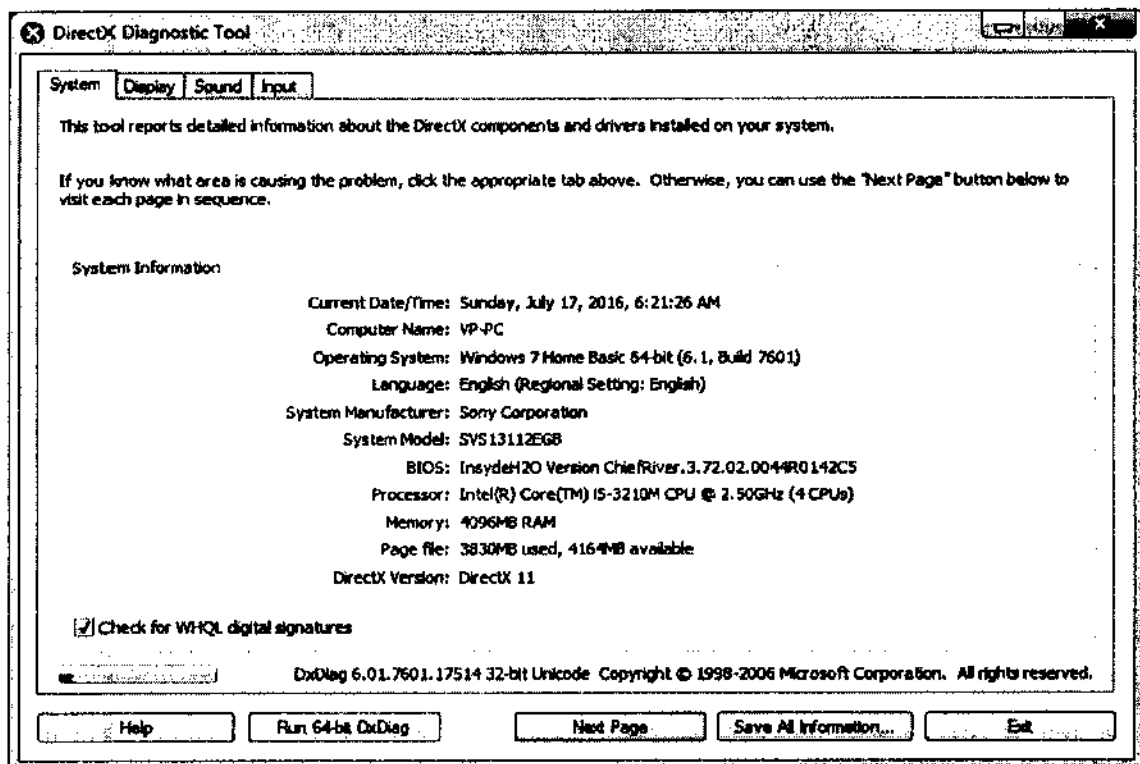 DirectX Diagnostic Tool
System Display Sound Input
This tool reports detailed information about the DirectX components and drivers installed on your system.
If you know what area is causing the problem, click the appropriate tab above. Otherwise, you can use the "Next Page" button below to
visit each page in sequence.
System Information
Current Date/Time: Sunday, July 17, 2016, 6:21:26 AM
Computer Name: VP-PC
Operating System: Windows 7 Home Basic 64-bit (6.1, Build 7601)
Language: English (Regional Setting: English)
System Manufacturer: Sony Corporation
System Model: SVS13112EGB
BIOS: InsydeH2O Version ChiefRiver.3.72.02.0044R0142C5
Processor: Intel(R) Core(TM) i5-3210M CPU @ 2.50GHz (4 CPUs)
Memory: 4096MB RAM
Page file: 3830MB used, 4164MB available
DirectX Version: DirectX 11
Check for WHQL digital signatures
DxDiag 6.01.7601.17514 32-bit Unicode Copyright © 1998-2006 Microsoft Corporation. All rights reserved.
Help Run 64-bit DxDiag Next Page Save All Information... Exit